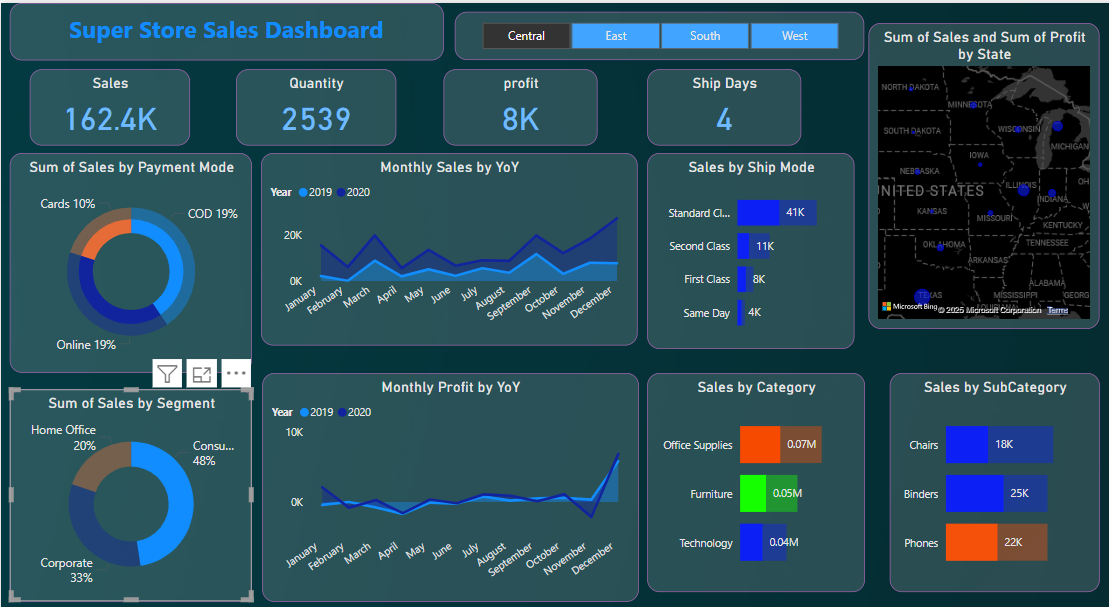 Super Store Sales Dashboard
Central
East
South
West
Sum of Sales and Sum of Profit
by State
Sales
162.4K
Quantity
2539
profit
8K
Ship Days
4
NORTH DAKOTA
MINNESOTA
SOUTH DAKOTA
WISCONSIN
MICHIGAN
IOWA
NEBRASKA
UNITED STATES
ILLINOIS
INDIANA
OH
KANSAS
MISSOURI
KENTUCKY
OKLAHOMA
TENNESSEE
ARKANSAS
ALABAMA
MISSISSIPPI
GEORG
TEXAS
Microsoft Bing
© 2025 Microsoft Corporation
Terms
Sum of Sales by Payment Mode
Cards 10%
COD 19%
Online 19%
Monthly Sales by YoY
Year 2019 2020
20K
0K
January
February
March
April
May
June
July
August
September
October
November
December
Sales by Ship Mode
Standard Cl...
41K
Second Class
11K
First Class
8K
Same Day
4K
Sum of Sales by Segment
Home Office
20%
Consu...
48%
Corporate
33%
Monthly Profit by YoY
Year 2019 2020
10K
0K
January
February
March
April
May
June
July
August
September
October
November
December
Sales by Category
Office Supplies
0.07M
Furniture
0.05M
Technology
0.04M
Sales by SubCategory
Chairs
18K
Binders
25K
Phones
22K